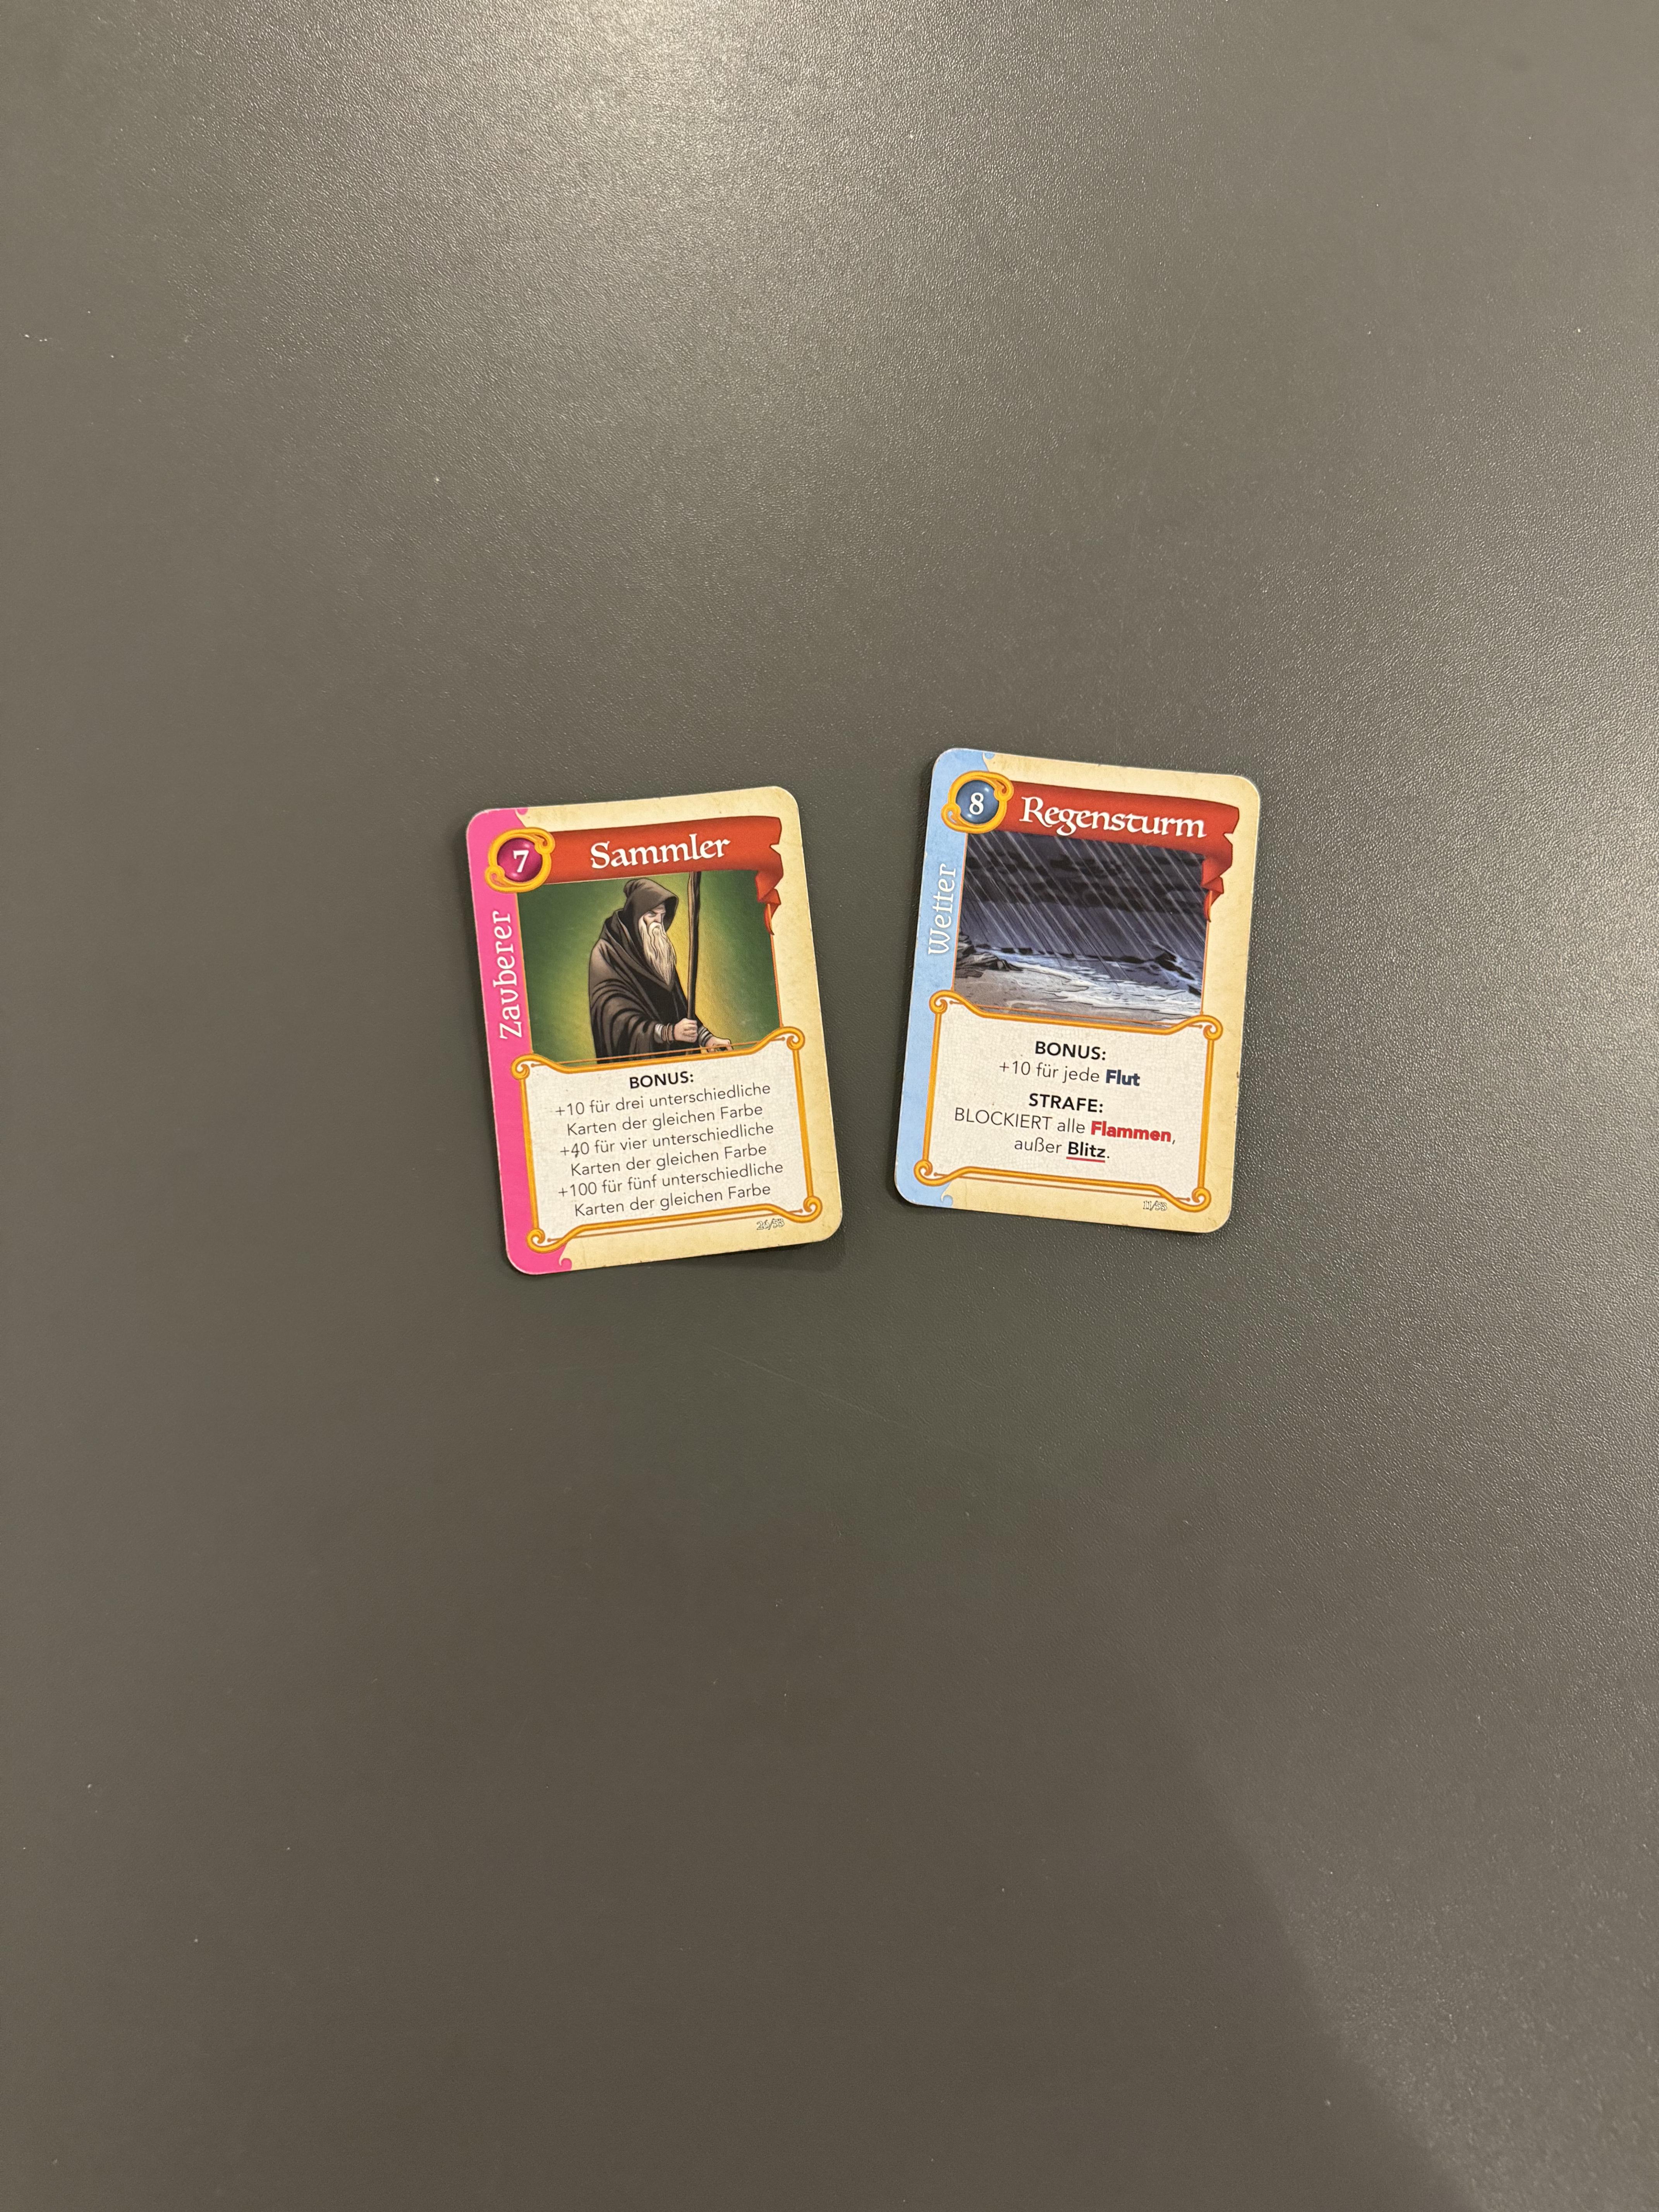 7
Sammler
Zauberer
BONUS:
+10 für drei unterschiedliche
Karten der gleichen Farbe
+40 für vier unterschiedliche
Karten der gleichen Farbe
+100 für fünf unterschiedliche
Karten der gleichen Farbe
8
Regensturm
Wetter
BONUS:
+10 für jede Flut
STRAFE:
BLOCKIERT alle Flammen,
außer Blitz.
11/53